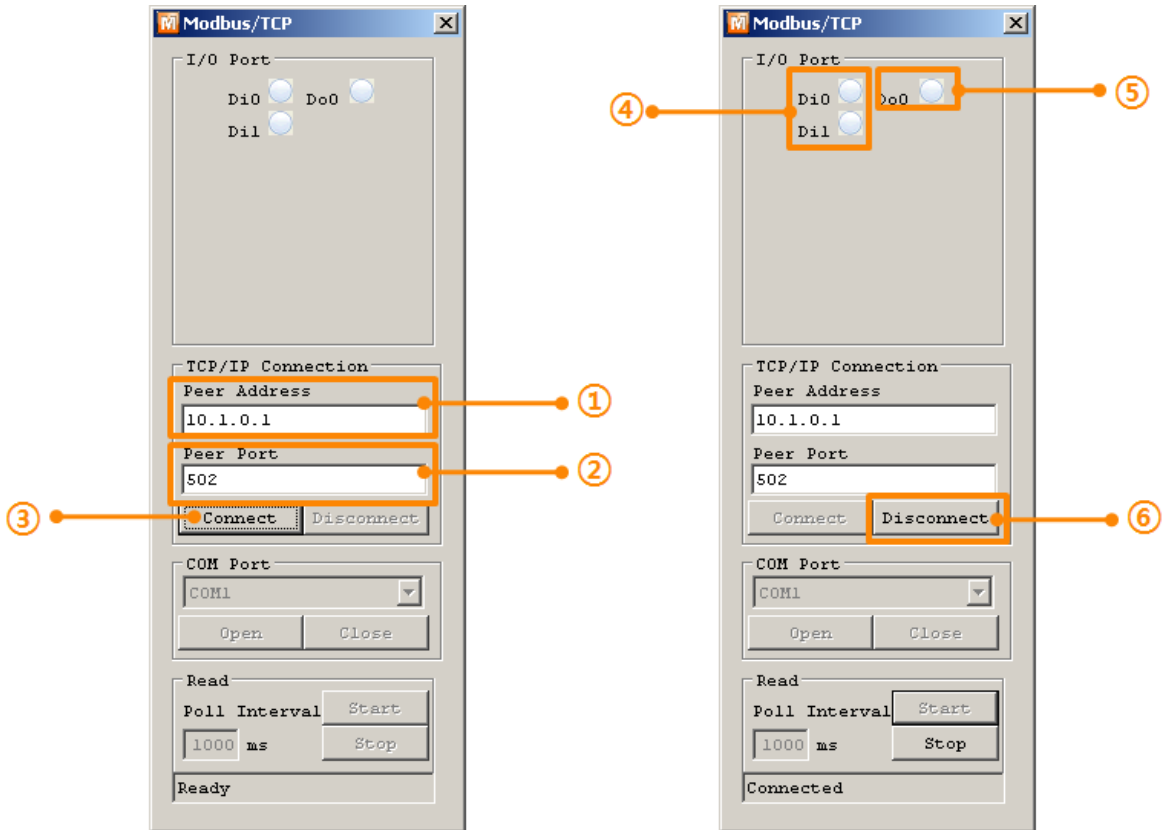 Modbus/TCP
I/O Port
Di0 Do0
Di1
TCP/IP Connection
Peer Address
10.1.0.1
①
Peer Port
502
②
③
Connect Disconnect
COM Port
COM1
Open Close
Read
Poll Interval Start
1000 ms Stop
Ready
Modbus/TCP
I/O Port
④
Di0 Do0
⑤
Di1
TCP/IP Connection
Peer Address
10.1.0.1
Peer Port
502
Connect Disconnect
⑥
COM Port
COM1
Open Close
Read
Poll Interval Start
1000 ms Stop
Connected